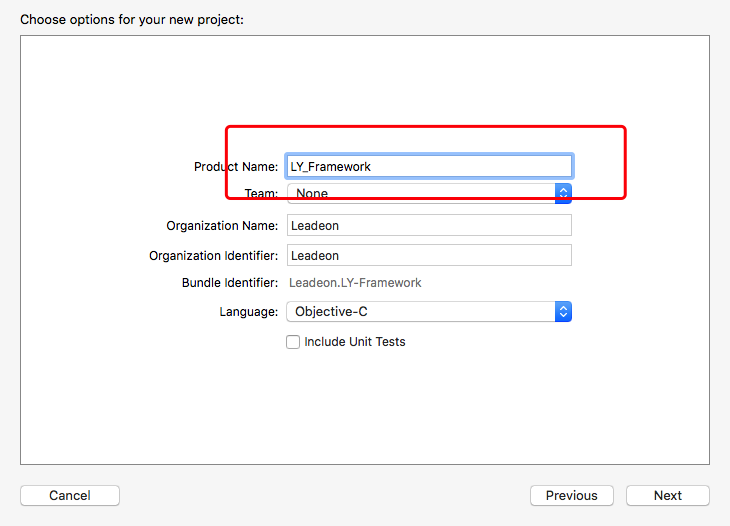 Choose options for your new project:
Product Name: LY_Framework
Team: None
Organization Name: Leadeon
Organization Identifier: Leadeon
Bundle Identifier: Leadeon.LY-Framework
Language: Objective-C
Include Unit Tests
Cancel Previous Next